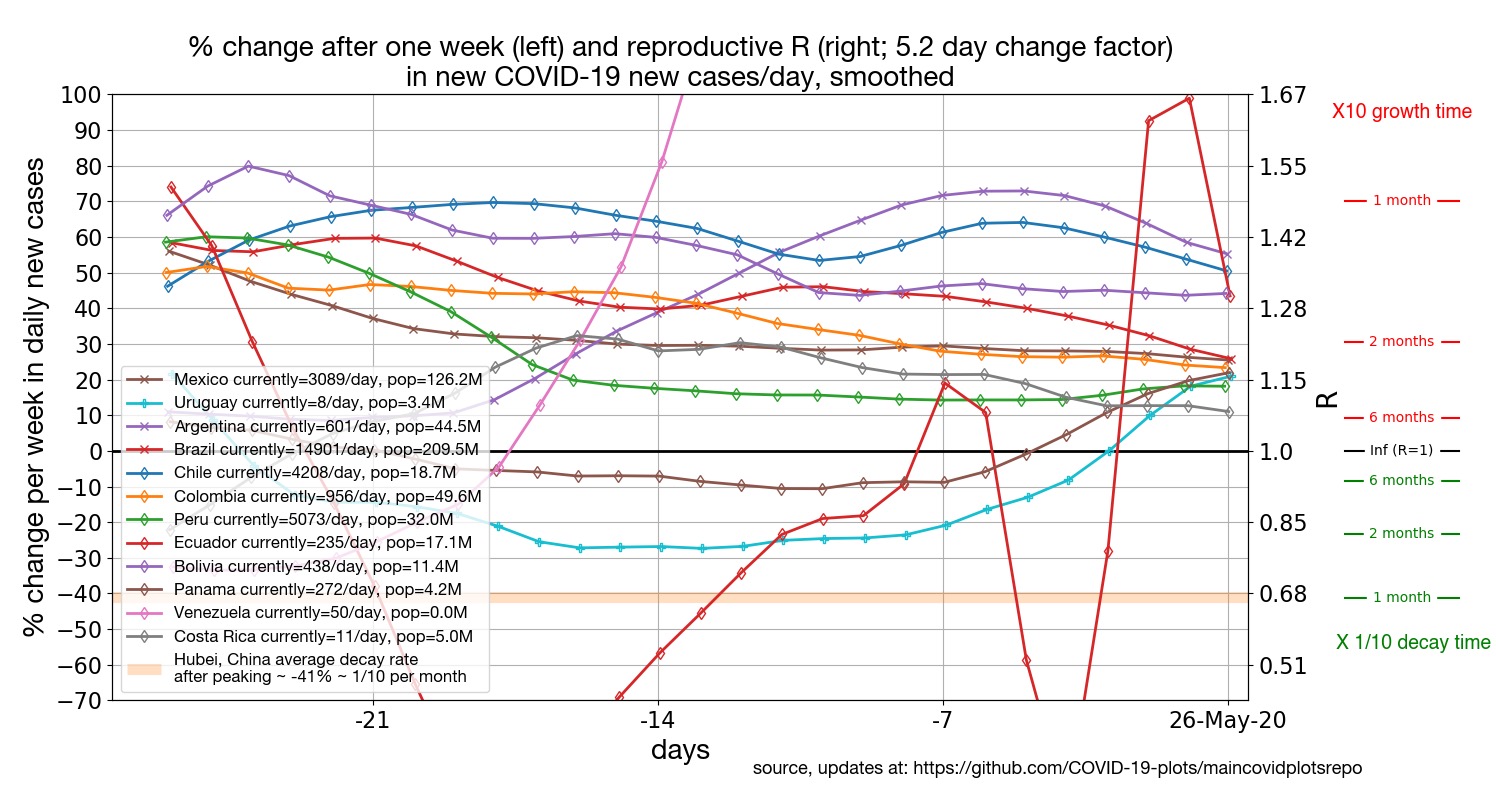 % change after one week (left) and reproductive R (right; 5.2 day change factor)
in new COVID-19 new cases/day, smoothed
% change per week in daily new cases
100
90
80
70
60
50
40
30
20
10
0
−10
−20
−30
−40
−50
−60
−70
Mexico currently=3089/day, pop=126.2M
Uruguay currently=8/day, pop=3.4M
Argentina currently=601/day, pop=44.5M
Brazil currently=14901/day, pop=209.5M
Chile currently=4208/day, pop=18.7M
Colombia currently=956/day, pop=49.6M
Peru currently=5073/day, pop=32.0M
Ecuador currently=235/day, pop=17.1M
Bolivia currently=438/day, pop=11.4M
Panama currently=272/day, pop=4.2M
Venezuela currently=50/day, pop=0.0M
Costa Rica currently=11/day, pop=5.0M
Hubei, China average decay rate
after peaking ~ -41% ~ 1/10 per month
-21
-14
-7
26-May-20
days
1.67
1.55
1.42
1.28
1.15
1.0
0.85
0.68
0.51
R
X10 growth time
1 month
2 months
6 months
Inf (R=1)
6 months
2 months
1 month
X 1/10 decay time
source, updates at: https://github.com/COVID-19-plots/maincovidplotsrepo